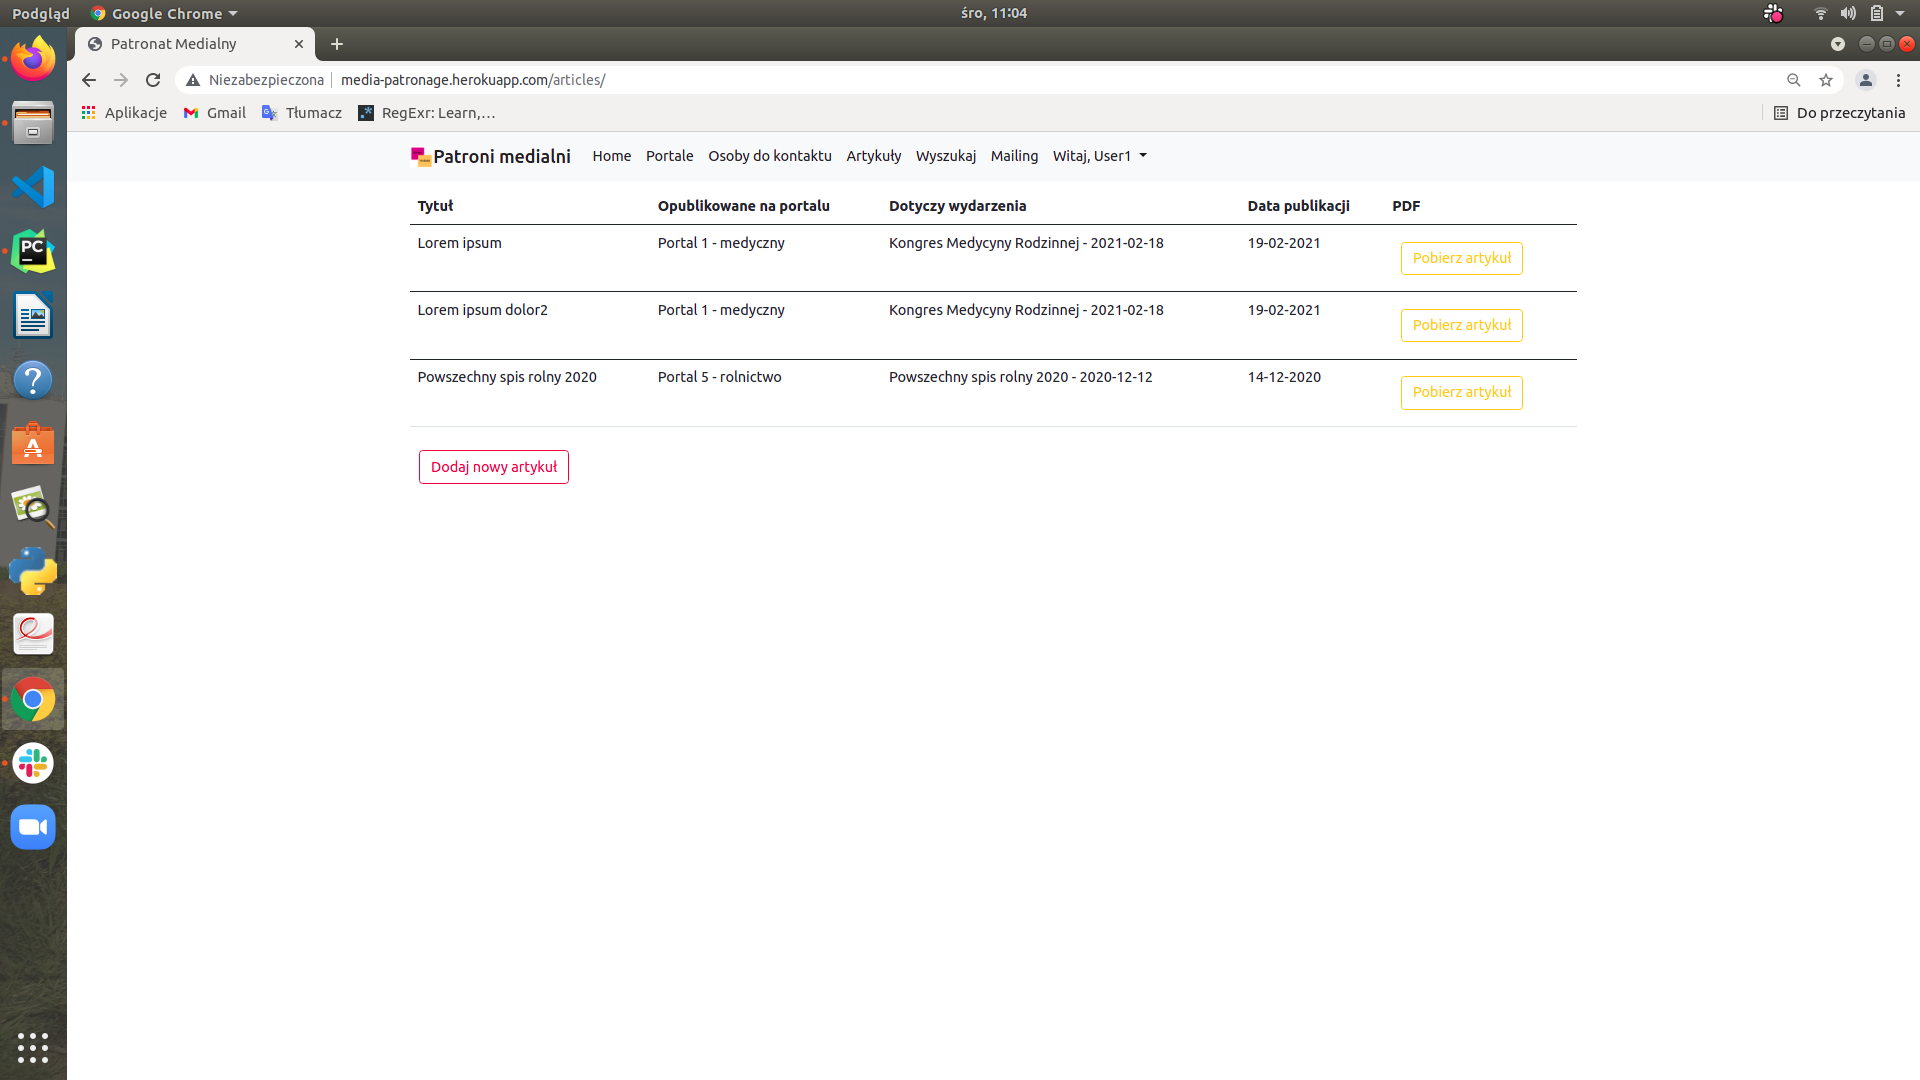 Podgląd Google Chrome śro, 11:04
Patronat Medialny
Niezabezpieczona media-patronage.herokuapp.com/articles/
Aplikacje Gmail Tłumacz RegExr: Learn,… Do przeczytania
Patroni medialni Home Portale Osoby do kontaktu Artykuły Wyszukaj Mailing Witaj, User1
Tytuł Opublikowane na portalu Dotyczy wydarzenia Data publikacji PDF
Lorem ipsum Portal 1 - medyczny Kongres Medycyny Rodzinnej - 2021-02-18 19-02-2021 Pobierz artykuł
Lorem ipsum dolor2 Portal 1 - medyczny Kongres Medycyny Rodzinnej - 2021-02-18 19-02-2021 Pobierz artykuł
Powszechny spis rolny 2020 Portal 5 - rolnictwo Powszechny spis rolny 2020 - 2020-12-12 14-12-2020 Pobierz artykuł
Dodaj nowy artykuł